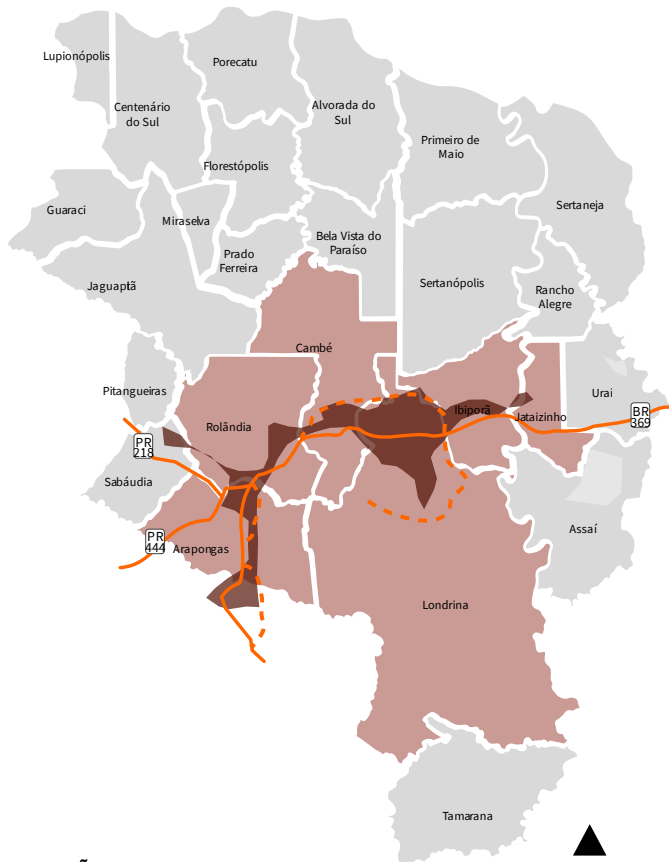 Lupionópolis
Porecatu
Centenário
do Sul
Alvorada do
Sul
Primeiro de
Maio
Florestópolis
Sertaneja
Guaraci
Miraselva
Bela Vista do
Paraíso
Prado
Ferreira
Sertanópolis
Jaguapitã
Rancho
Alegre
Cambé
Pitangueiras
Urai
Ibiporã
Jataizinho
BR
369
Rolândia
PR
218
Sabáudia
Assaí
PR
444
Arapongas
Londrina
Tamarana